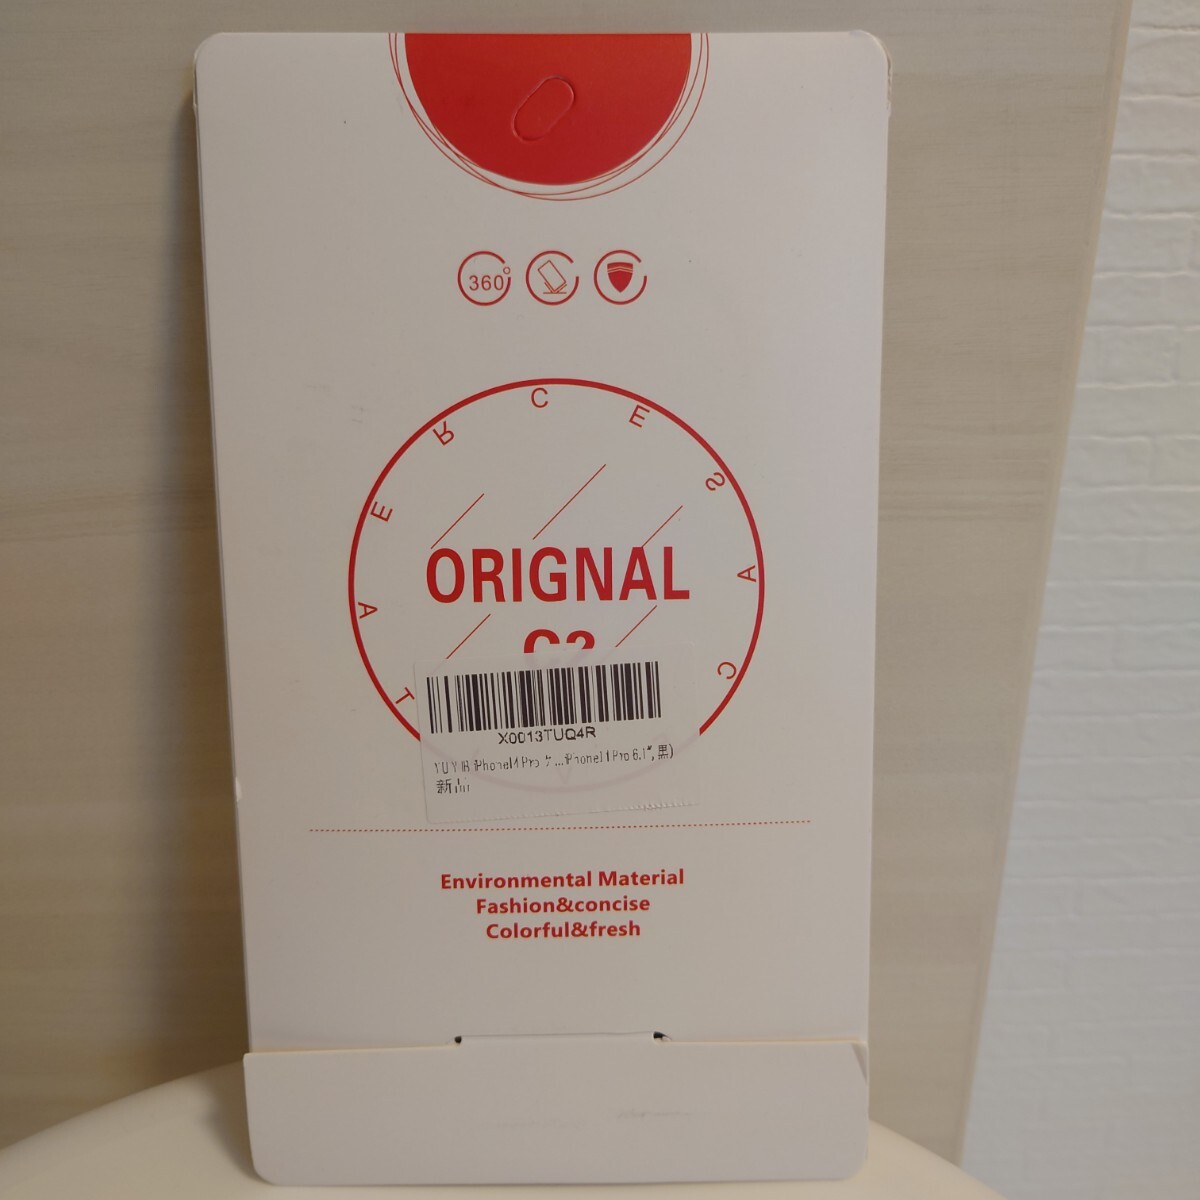 360°
C E S A C
T A E R
ORIGNAL
X0013TUQ4R
新品
Environmental Material
Fashion&concise
Colorful&fresh